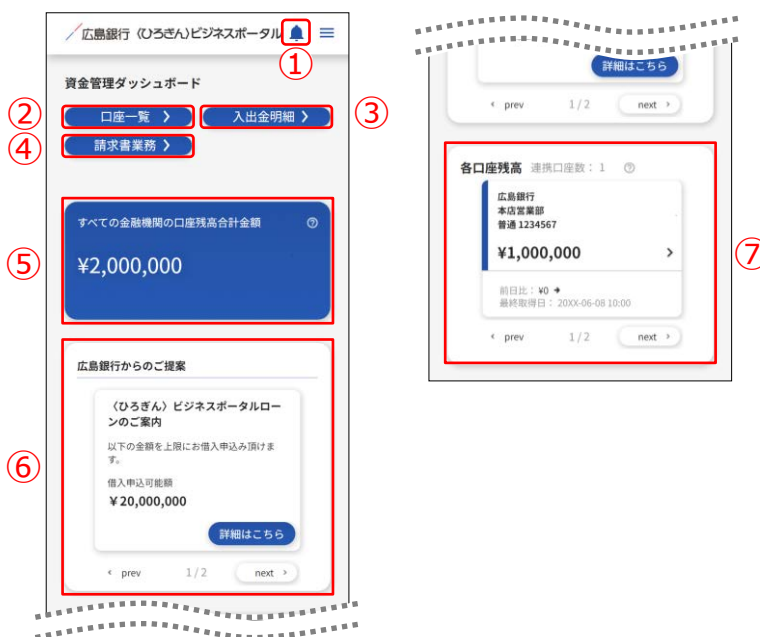 広島銀行 〈ひろぎん〉ビジネスポータル
①
資金管理ダッシュボード
②
口座一覧
入出金明細
③
④
請求書業務
⑤
すべての金融機関の口座残高合計金額
¥2,000,000
⑥
広島銀行からのご提案
〈ひろぎん〉ビジネスポータルロー
ンのご案内
以下の金額を上限にお借入申込み頂けま
す。
借入申込可能額
¥20,000,000
詳細はこちら
‹ prev 1/2 next ›
詳細はこちら
‹ prev 1/2 next ›
各口座残高 連携口座数:1
⑦
広島銀行
本店営業部
普通 1234567
¥1,000,000
前日比: ¥0 ➔
最終取得日: 20XX-06-08 10:00
‹ prev 1/2 next ›